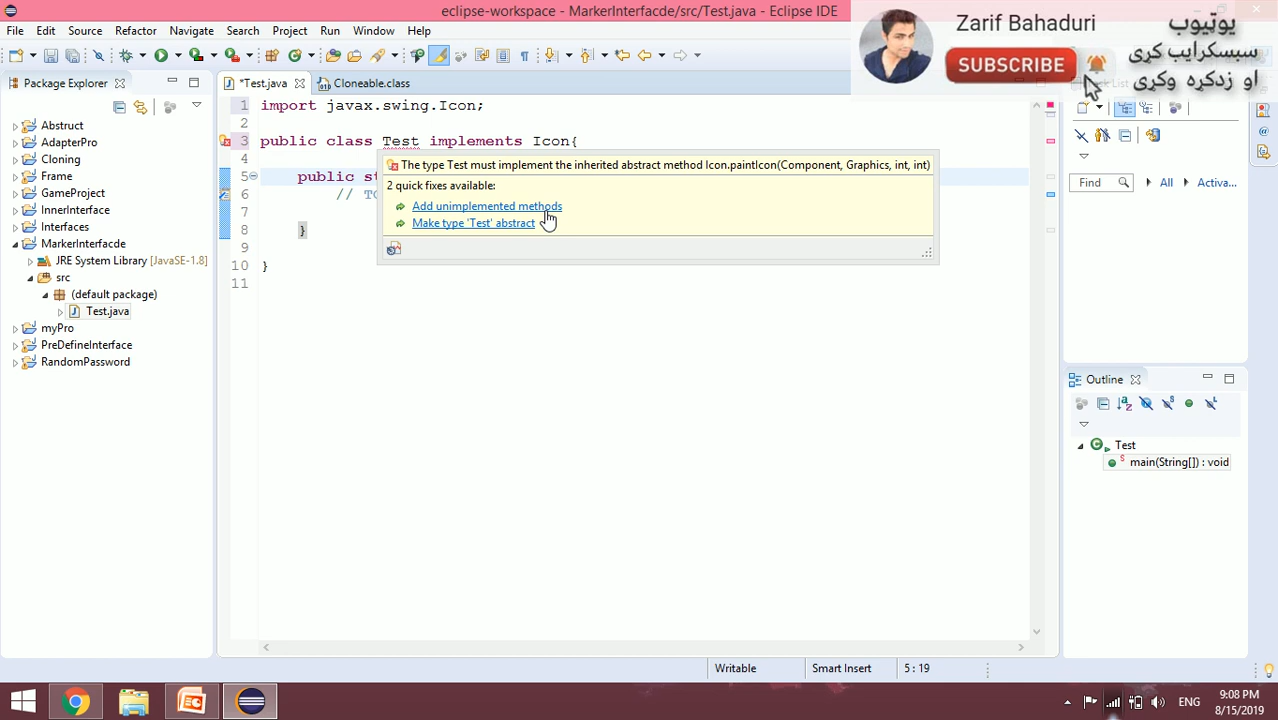 eclipse-workspace - MarkerInterfacde/src/Test.java - Eclipse IDE
File Edit Source Refactor Navigate Search Project Run Window Help
Zarif Bahaduri
SUBSCRIBE
یوټیوب
سبسکرایب کړی
او زدکړه وکړی
Package Explorer
*Test.java
Cloneable.class
1 import javax.swing.Icon;
2
3 public class Test implements Icon{
4
5 public st
6 // TO
7
8 }
9
10 }
11
The type Test must implement the inherited abstract method Icon.paintIcon(Component, Graphics, int, int)
2 quick fixes available:
Add unimplemented methods
Make type 'Test' abstract
Abstruct
AdapterPro
Cloning
Frame
GameProject
InnerInterface
Interfaces
MarkerInterfacde
JRE System Library [JavaSE-1.8]
src
(default package)
Test.java
myPro
PreDefineInterface
RandomPassword
Find All Activa...
Outline
Test
main(String[]) : void
Writable Smart Insert 5 : 19
ENG
9:08 PM
8/15/2019